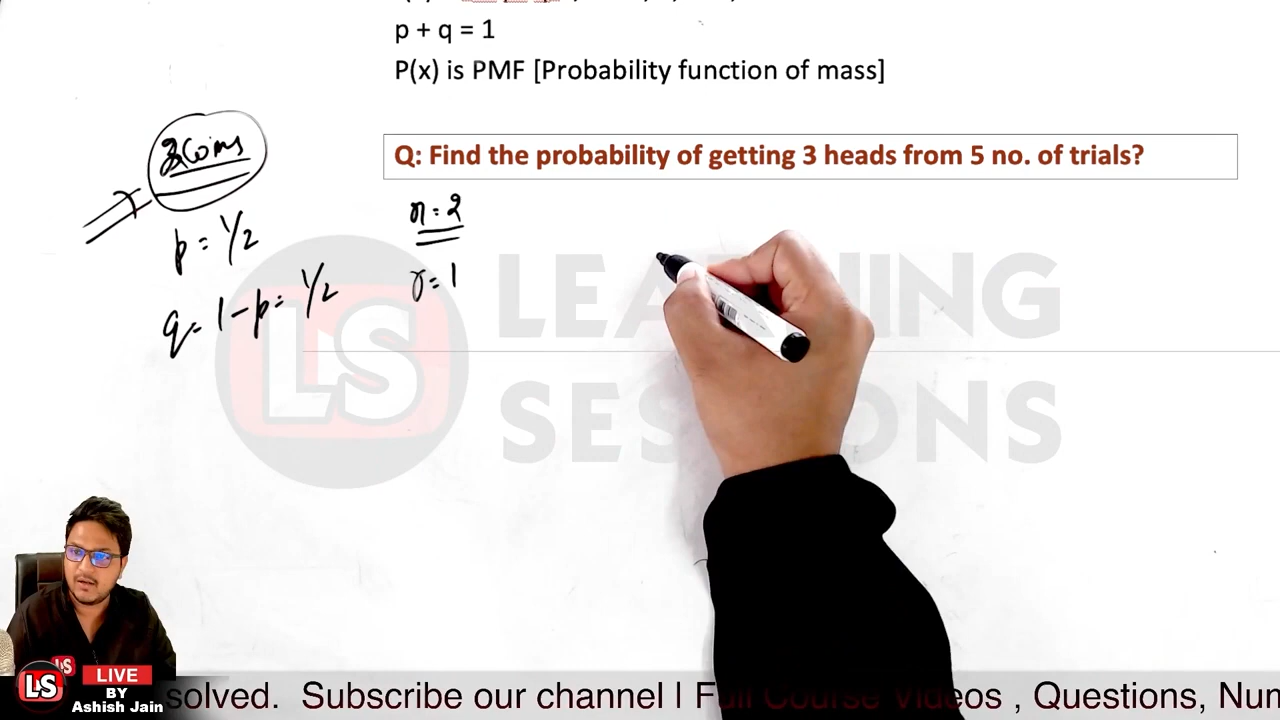 p + q = 1
P(x) is PMF [Probability function of mass]
Q: Find the probability of getting 3 heads from 5 no. of trials?
Coins
p = 1/2
q = 1 - p = 1/2
n = 2
r = 1
LEARNING
SESSIONS
LS
LS
LS
LIVE
BY
Ashish Jain
solved. Subscribe our channel | Full Course Videos , Questions, Num